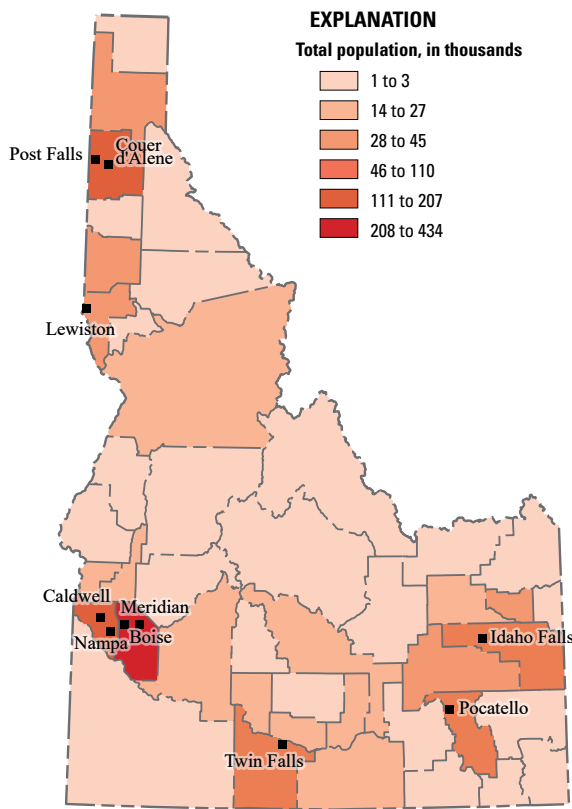 EXPLANATION
Total population, in thousands
1 to 3
14 to 27
28 to 45
46 to 110
111 to 207
208 to 434
Post Falls
Couer
d'Alene
Lewiston
Caldwell
Meridian
Nampa
Boise
Idaho Falls
Pocatello
Twin Falls